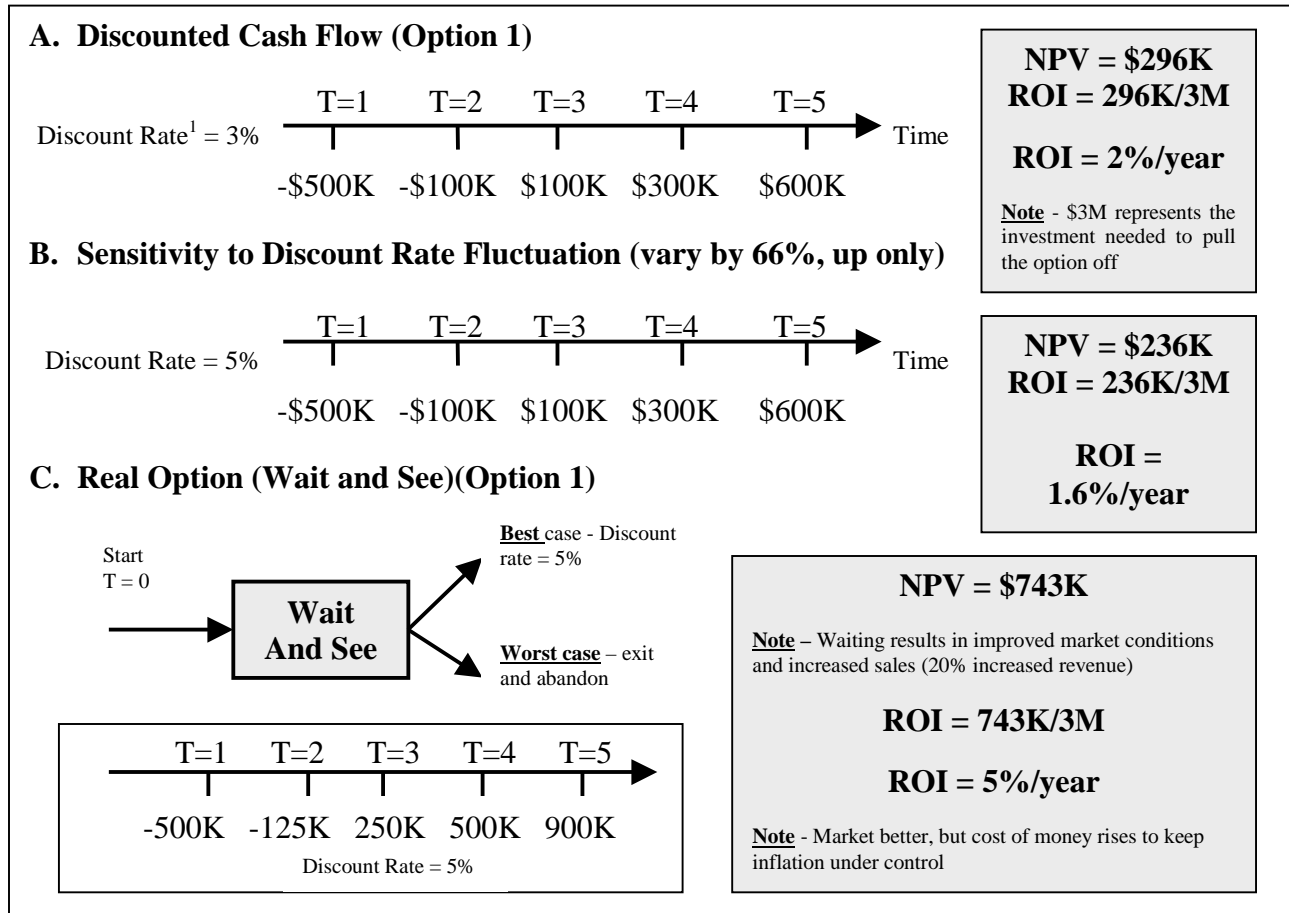 A. Discounted Cash Flow (Option 1)
T=1 T=2 T=3 T=4 T=5
Discount Rate1 = 3%
Time
-$500K -$100K $100K $300K $600K
NPV = $296K
ROI = 296K/3M
ROI = 2%/year
Note - $3M represents the
investment needed to pull
the option off
B. Sensitivity to Discount Rate Fluctuation (vary by 66%, up only)
T=1 T=2 T=3 T=4 T=5
Discount Rate = 5%
Time
-$500K -$100K $100K $300K $600K
NPV = $236K
ROI = 236K/3M
ROI =
1.6%/year
C. Real Option (Wait and See)(Option 1)
Start
T = 0
Wait
And See
Best case - Discount
rate = 5%
Worst case – exit
and abandon
T=1 T=2 T=3 T=4 T=5
-500K -125K 250K 500K 900K
Discount Rate = 5%
NPV = $743K
Note – Waiting results in improved market conditions
and increased sales (20% increased revenue)
ROI = 743K/3M
ROI = 5%/year
Note - Market better, but cost of money rises to keep
inflation under control